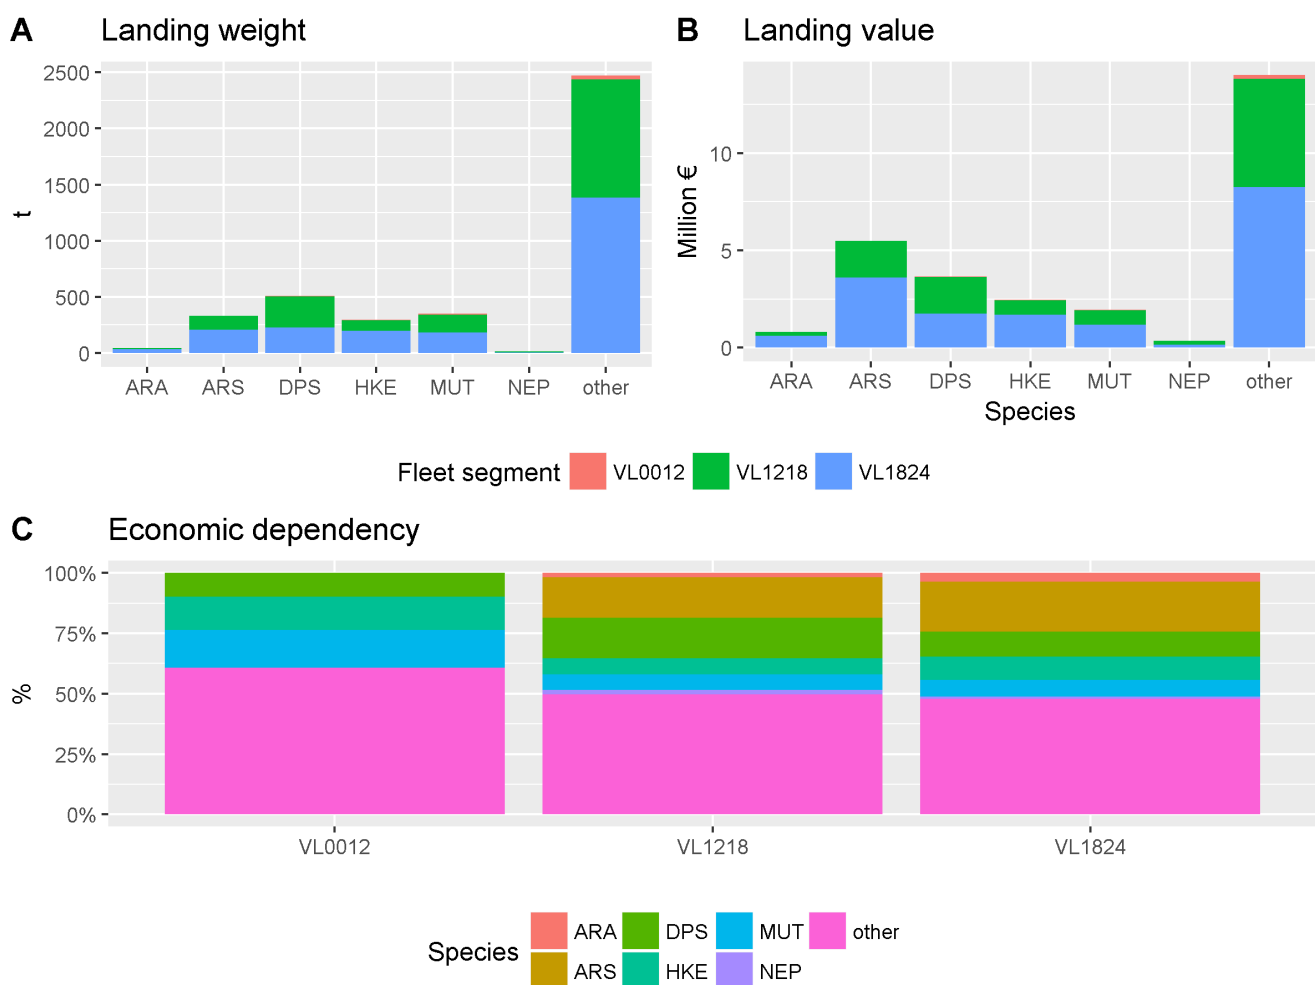 A Landing weight
2500
2000
1500
1000
500
0
t
ARA ARS DPS HKE MUT NEP other
B Landing value
10
5
0
Million €
ARA ARS DPS HKE MUT NEP other
Species
Fleet segment VL0012 VL1218 VL1824
C Economic dependency
100%
75%
50%
25%
0%
%
VL0012 VL1218 VL1824
Species
ARA DPS MUT other
ARS HKE NEP